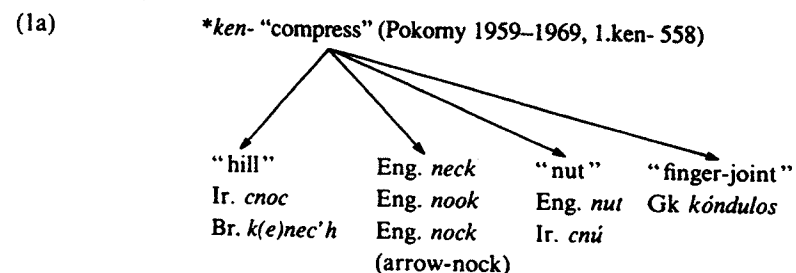 (1a) *ken- “compress” (Pokorny 1959–1969, 1.ken- 558)
“hill” Eng. neck “nut” “finger-joint”
Ir. cnoc Eng. nook Eng. nut Gk kóndulos
Br. k(e)nec’h Eng. nock Ir. cnú
(arrow-nock)